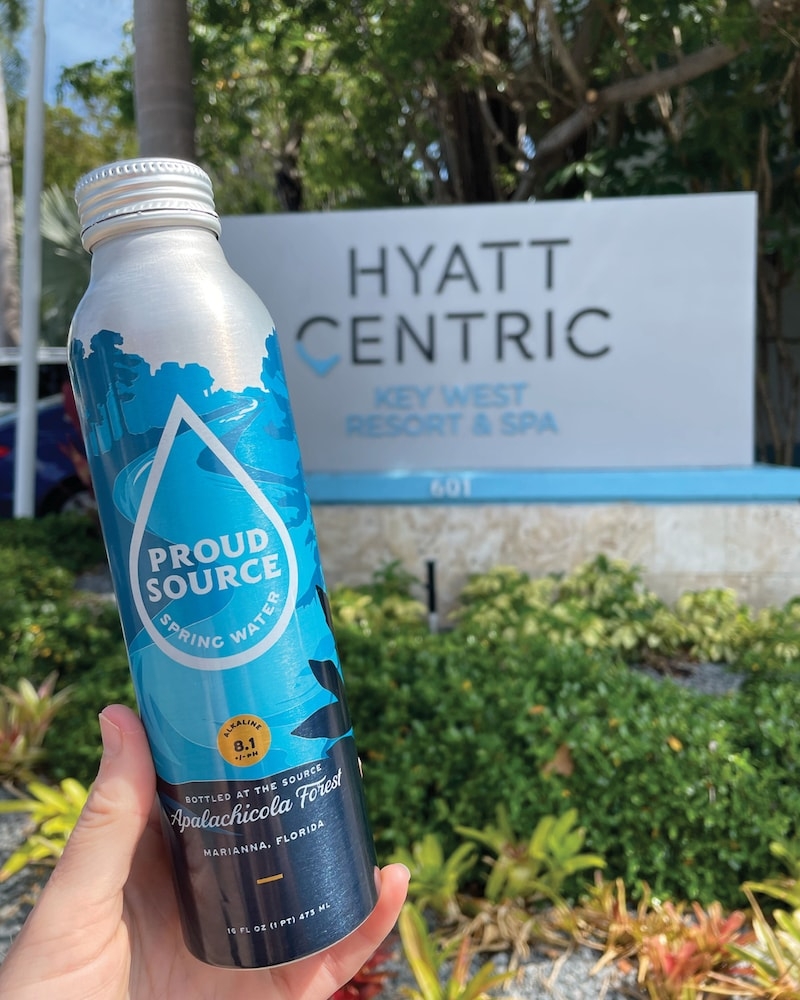 HYATT
CENTRIC
KEY WEST
RESORT & SPA
601
PROUD
SOURCE
SPRING WATER
ALKALINE
8.1
+/- PH
BOTTLED AT THE SOURCE
Apalachicola Forest
MARIANNA, FLORIDA
16 FL OZ (1 PT) 473 ML